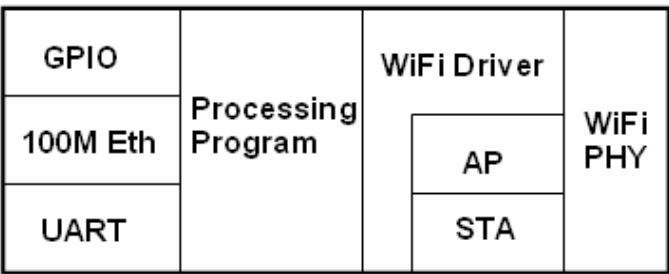 GPIO
100M Eth
UART
Processing
Program
WiFi Driver
AP
STA
WiFi
PHY